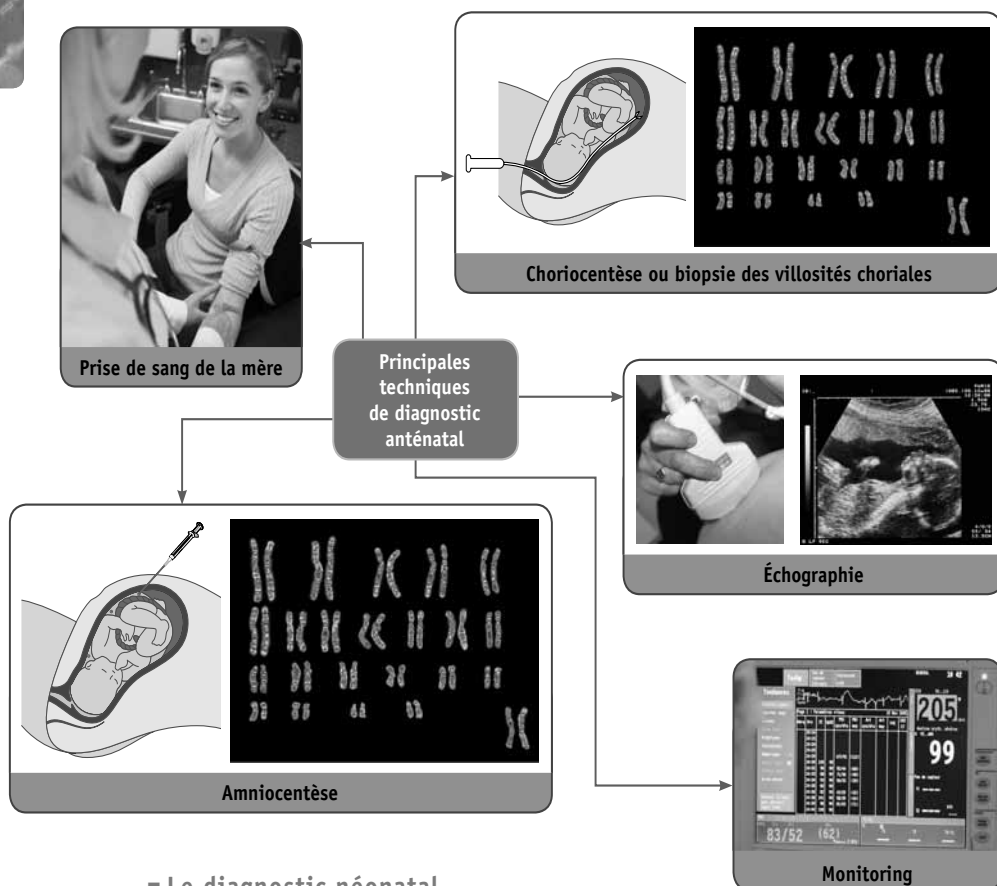 Choriocentèse ou biopsie des villosités choriales
Prise de sang de la mère
Principales
techniques
de diagnostic
anténatal
Échographie
Amniocentèse
205
99
83/52 (62)
Monitoring
Le diagnostic néonatal